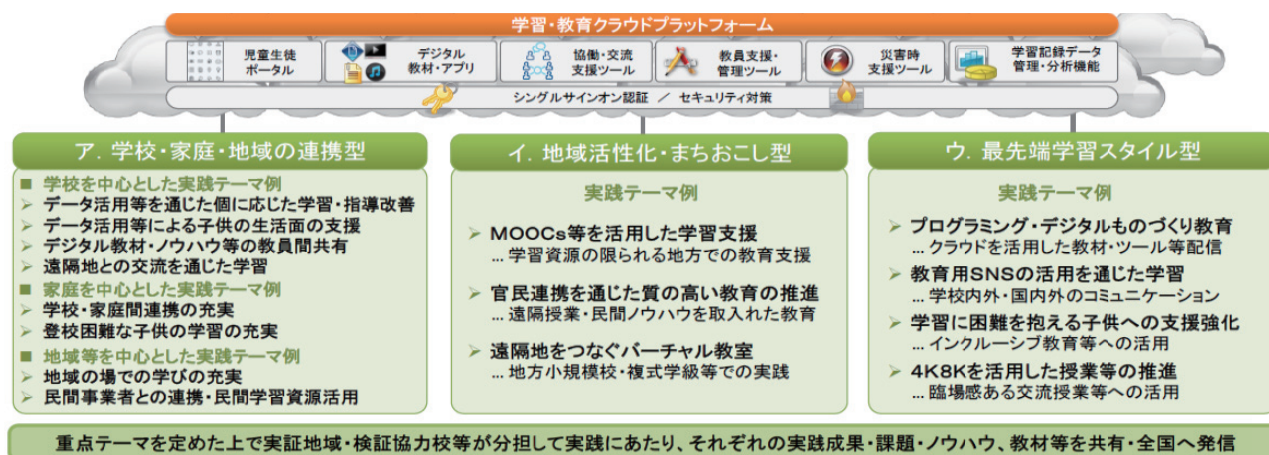 学習・教育クラウドプラットフォーム
児童生徒
ポータル
デジタル
教材・アプリ
協働・交流
支援ツール
教員支援・
管理ツール
災害時
支援ツール
学習記録データ
管理・分析機能
シングルサインオン認証 ／ セキュリティ対策
ア．学校・家庭・地域の連携型
■ 学校を中心とした実践テーマ例
➢ データ活用等を通じた個に応じた学習・指導改善
➢ データ活用等による子供の生活面の支援
➢ デジタル教材・ノウハウ等の教員間共有
➢ 遠隔地との交流を通じた学習
■ 家庭を中心とした実践テーマ例
➢ 学校・家庭間連携の充実
➢ 登校困難な子供の学習の充実
■ 地域等を中心とした実践テーマ例
➢ 地域の場での学びの充実
➢ 民間事業者との連携・民間学習資源活用
イ．地域活性化・まちおこし型
実践テーマ例
➢ MOOCs等を活用した学習支援
… 学習資源の限られる地方での教育支援
➢ 官民連携を通じた質の高い教育の推進
… 遠隔授業・民間ノウハウを取入れた教育
➢ 遠隔地をつなぐバーチャル教室
… 地方小規模校・複式学級等での実践
ウ．最先端学習スタイル型
実践テーマ例
➢ プログラミング・デジタルものづくり教育
… クラウドを活用した教材・ツール等配信
➢ 教育用SNSの活用を通じた学習
… 学校内外・国内外のコミュニケーション
➢ 学習に困難を抱える子供への支援強化
… インクルーシブ教育等への活用
➢ 4K8Kを活用した授業等の推進
… 臨場感ある交流授業等への活用
重点テーマを定めた上で実証地域・検証協力校等が分担して実践にあたり、それぞれの実践成果・課題・ノウハウ、教材等を共有・全国へ発信